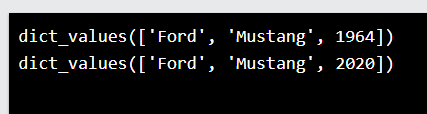 dict_values(['Ford', 'Mustang', 1964])
dict_values(['Ford', 'Mustang', 2020])